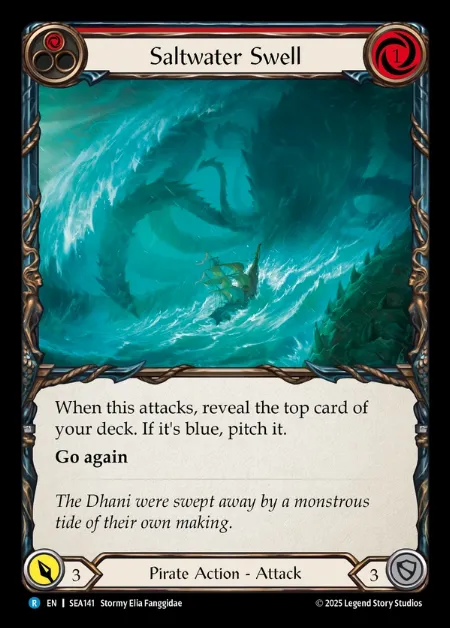 Saltwater Swell
1
When this attacks, reveal the top card of
your deck. If it's blue, pitch it.
Go again
The Dhani were swept away by a monstrous
tide of their own making.
3
Pirate Action - Attack
3
R EN | SEA141 Stormy Elia Fanggidae
© 2025 Legend Story Studios